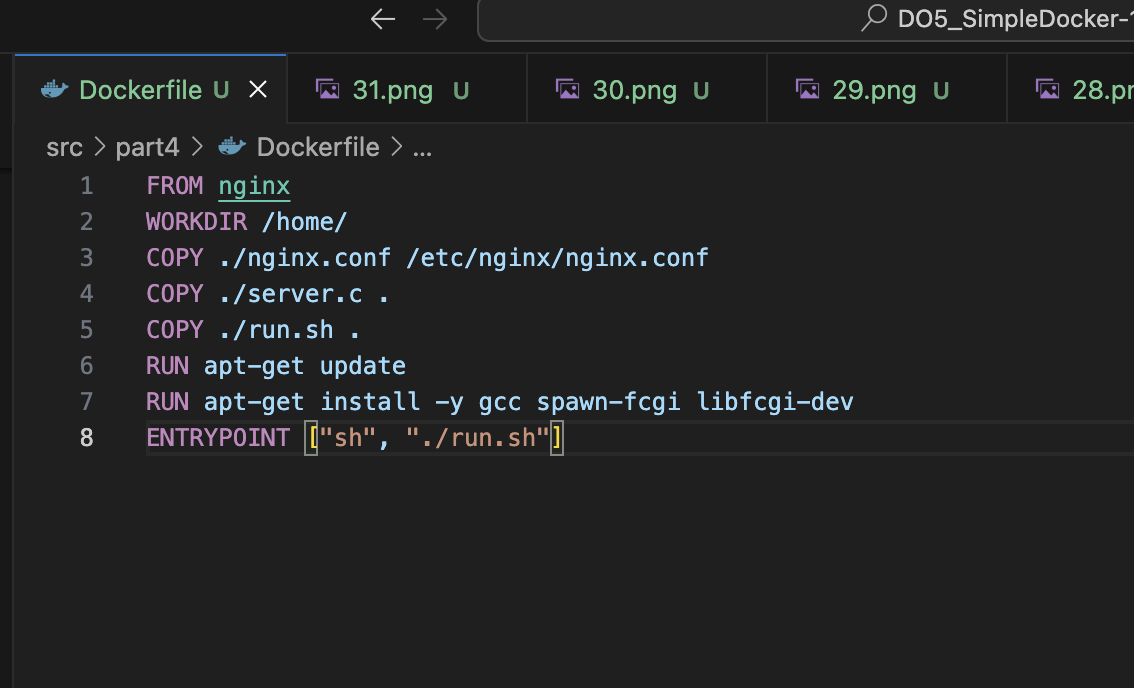 DO5_SimpleDocker-1
Dockerfile U
31.png U
30.png U
29.png U
28.pr
src > part4 > Dockerfile > ...
1 FROM nginx
2 WORKDIR /home/
3 COPY ./nginx.conf /etc/nginx/nginx.conf
4 COPY ./server.c .
5 COPY ./run.sh .
6 RUN apt-get update
7 RUN apt-get install -y gcc spawn-fcgi libfcgi-dev
8 ENTRYPOINT ["sh", "./run.sh"]